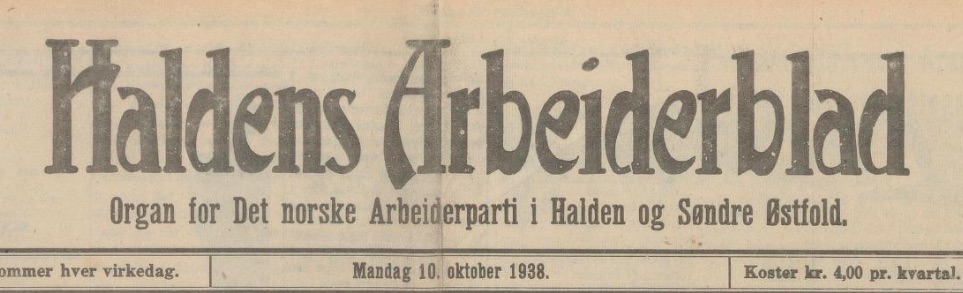 Haldens Arbeiderblad
Organ for Det norske Arbeiderparti i Halden og Søndre Østfold.
ommer hver virkedag. Mandag 10. oktober 1938. Koster kr. 4,00 pr. kvartal.